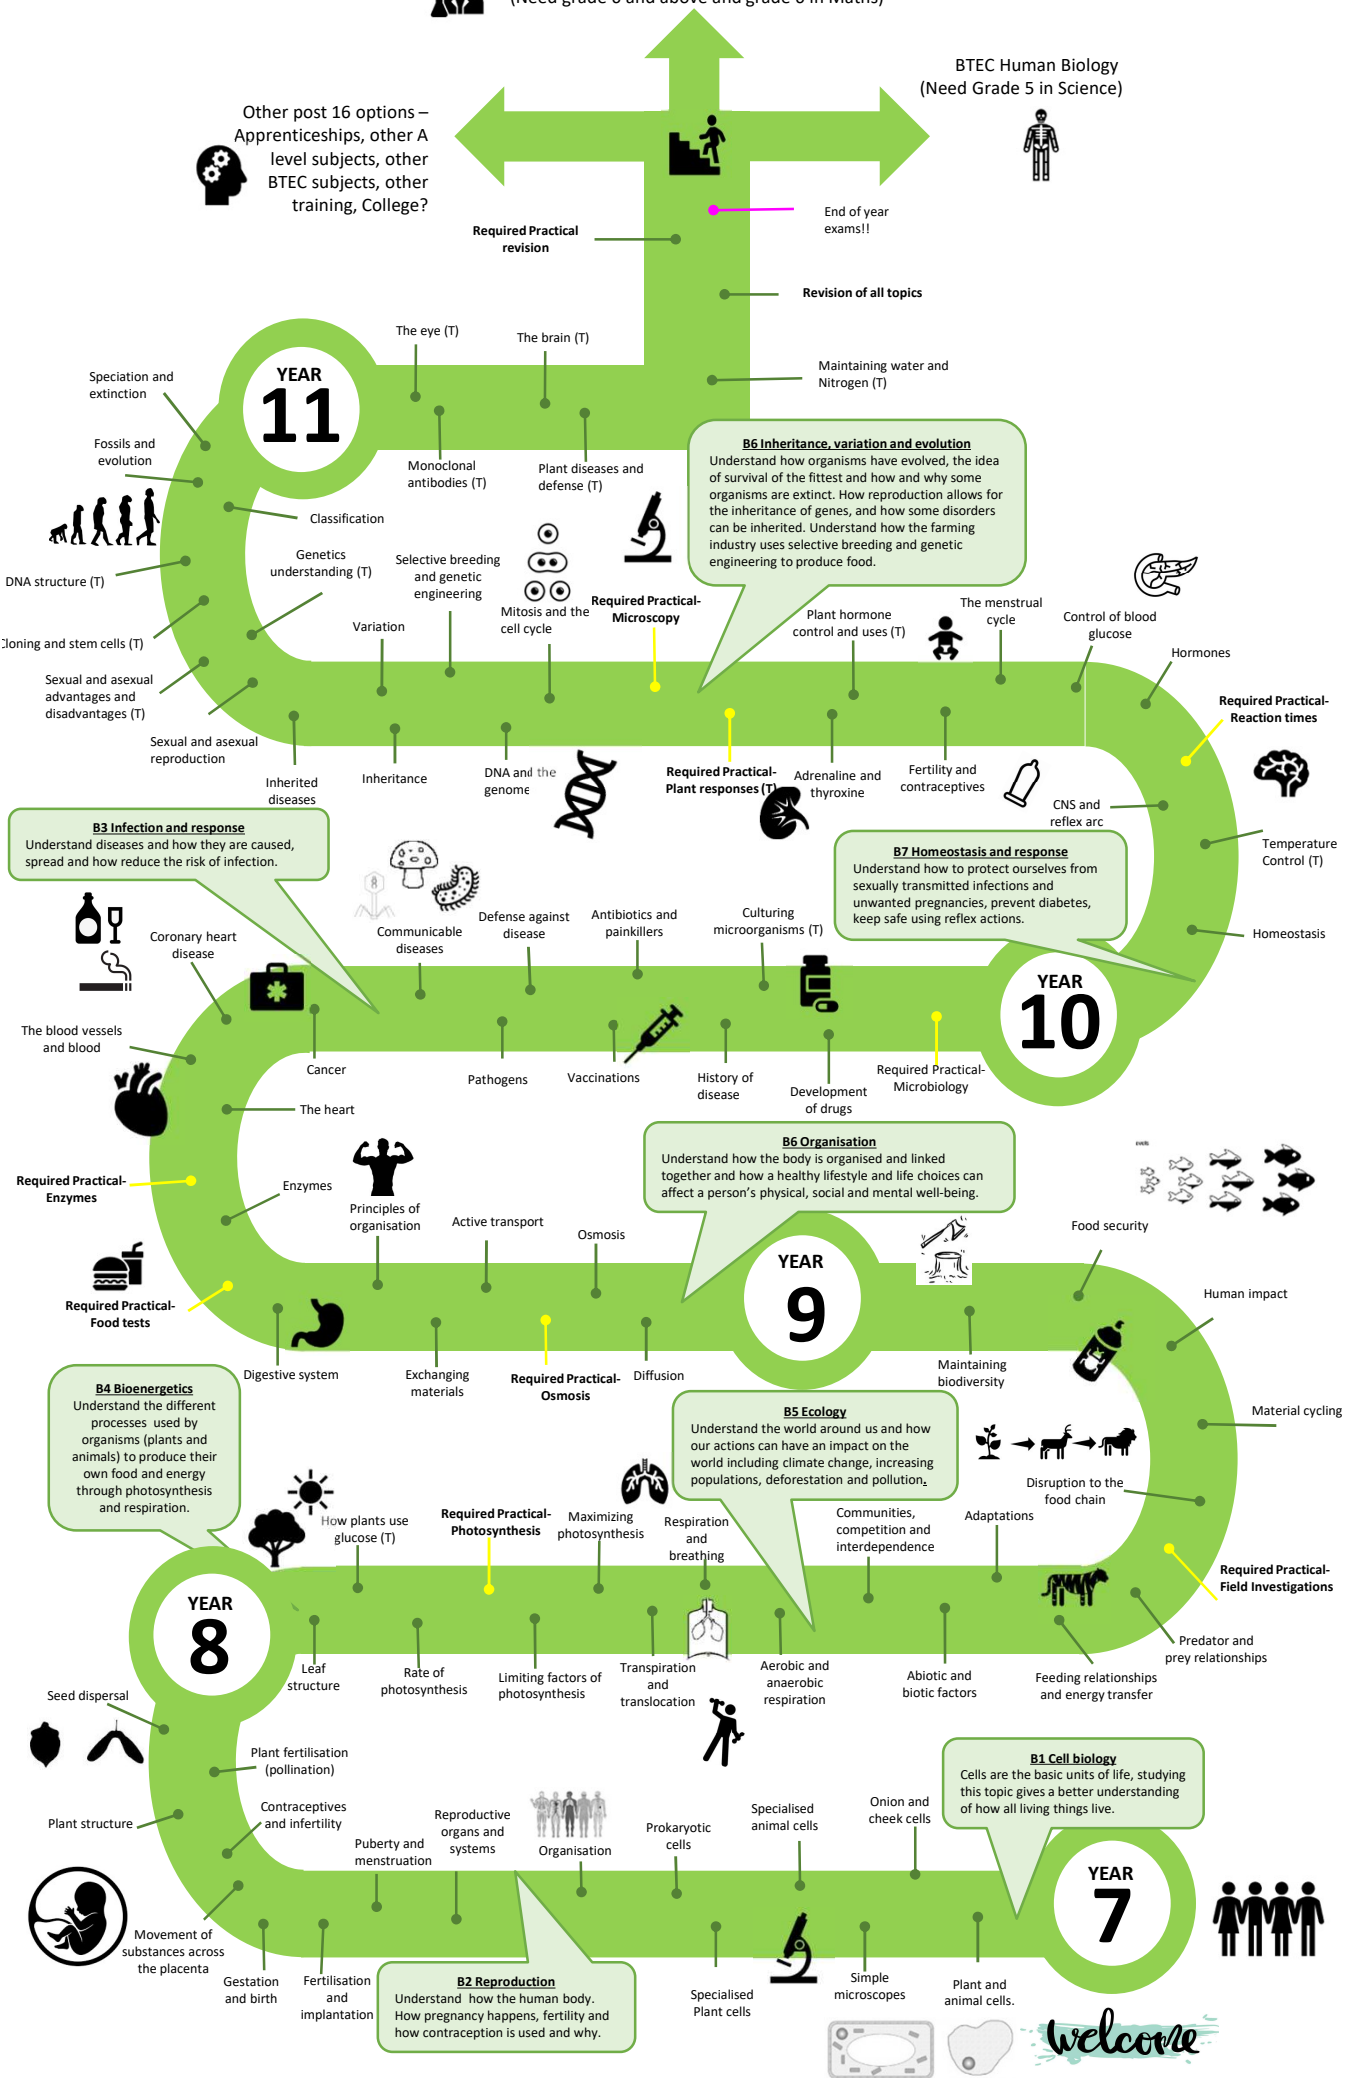 (Need grade 6 and above and grade 6 in Maths)
BTEC Human Biology
(Need Grade 5 in Science)
Other post 16 options –
Apprenticeships, other A
level subjects, other
BTEC subjects, other
training, College?
End of year
exams!!
Required Practical
revision
Revision of all topics
Maintaining water and
Nitrogen (T)
The eye (T)
The brain (T)
YEAR
11
Speciation and
extinction
Fossils and
evolution
Monoclonal
antibodies (T)
Plant diseases and
defense (T)
Classification
B6 Inheritance, variation and evolution
Understand how organisms have evolved, the idea
of survival of the fittest and how and why some
organisms are extinct. How reproduction allows for
the inheritance of genes, and how some disorders
can be inherited. Understand how the farming
industry uses selective breeding and genetic
engineering to produce food.
DNA structure (T)
Genetics
understanding (T)
Selective breeding
and genetic
engineering
Mitosis and the
cell cycle
Required Practical-
Microscopy
Variation
Plant hormone
control and uses (T)
The menstrual
cycle
Control of blood
glucose
Hormones
Cloning and stem cells (T)
Sexual and asexual
advantages and
disadvantages (T)
Sexual and asexual
reproduction
Inherited
diseases
Inheritance
DNA and the
genome
Required Practical-
Plant responses (T)
Adrenaline and
thyroxine
Fertility and
contraceptives
Required Practical-
Reaction times
CNS and
reflex arc
Temperature
Control (T)
Homeostasis
B3 Infection and response
Understand diseases and how they are caused,
spread and how reduce the risk of infection.
B7 Homeostasis and response
Understand how to protect ourselves from
sexually transmitted infections and
unwanted pregnancies, prevent diabetes,
keep safe using reflex actions.
YEAR
10
Coronary heart
disease
Communicable
diseases
Defense against
disease
Antibiotics and
painkillers
Culturing
microorganisms (T)
The blood vessels
and blood
Cancer
Pathogens
Vaccinations
History of
disease
Development
of drugs
Required Practical-
Microbiology
The heart
Required Practical-
Enzymes
Enzymes
B6 Organisation
Understand how the body is organised and linked
together and how a healthy lifestyle and life choices can
affect a person's physical, social and mental well-being.
Principles of
organisation
Active transport
Osmosis
YEAR
9
Food security
Human impact
Required Practical-
Food tests
Digestive system
Exchanging
materials
Required Practical-
Osmosis
Diffusion
Maintaining
biodiversity
Material cycling
B4 Bioenergetics
Understand the different
processes used by
organisms (plants and
animals) to produce their
own food and energy
through photosynthesis
and respiration.
B5 Ecology
Understand the world around us and how
our actions can have an impact on the
world including climate change, increasing
populations, deforestation and pollution.
Disruption to the
food chain
How plants use
glucose (T)
Required Practical-
Photosynthesis
Maximizing
photosynthesis
Respiration
and
breathing
Communities,
competition and
interdependence
Adaptations
Required Practical-
Field Investigations
YEAR
8
Leaf
structure
Rate of
photosynthesis
Limiting factors of
photosynthesis
Transpiration
and
translocation
Aerobic and
anaerobic
respiration
Abiotic and
biotic factors
Feeding relationships
and energy transfer
Predator and
prey relationships
Seed dispersal
Plant fertilisation
(pollination)
Plant structure
Contraceptives
and infertility
Puberty and
menstruation
Reproductive
organs and
systems
Organisation
Prokaryotic
cells
Specialised
animal cells
Onion and
cheek cells
B1 Cell biology
Cells are the basic units of life, studying
this topic gives a better understanding
of how all living things live.
YEAR
7
Movement of
substances across
the placenta
Gestation
and birth
Fertilisation
and
implantation
B2 Reproduction
Understand how the human body.
How pregnancy happens, fertility and
how contraception is used and why.
Specialised
Plant cells
Simple
microscopes
Plant and
animal cells.
welcome